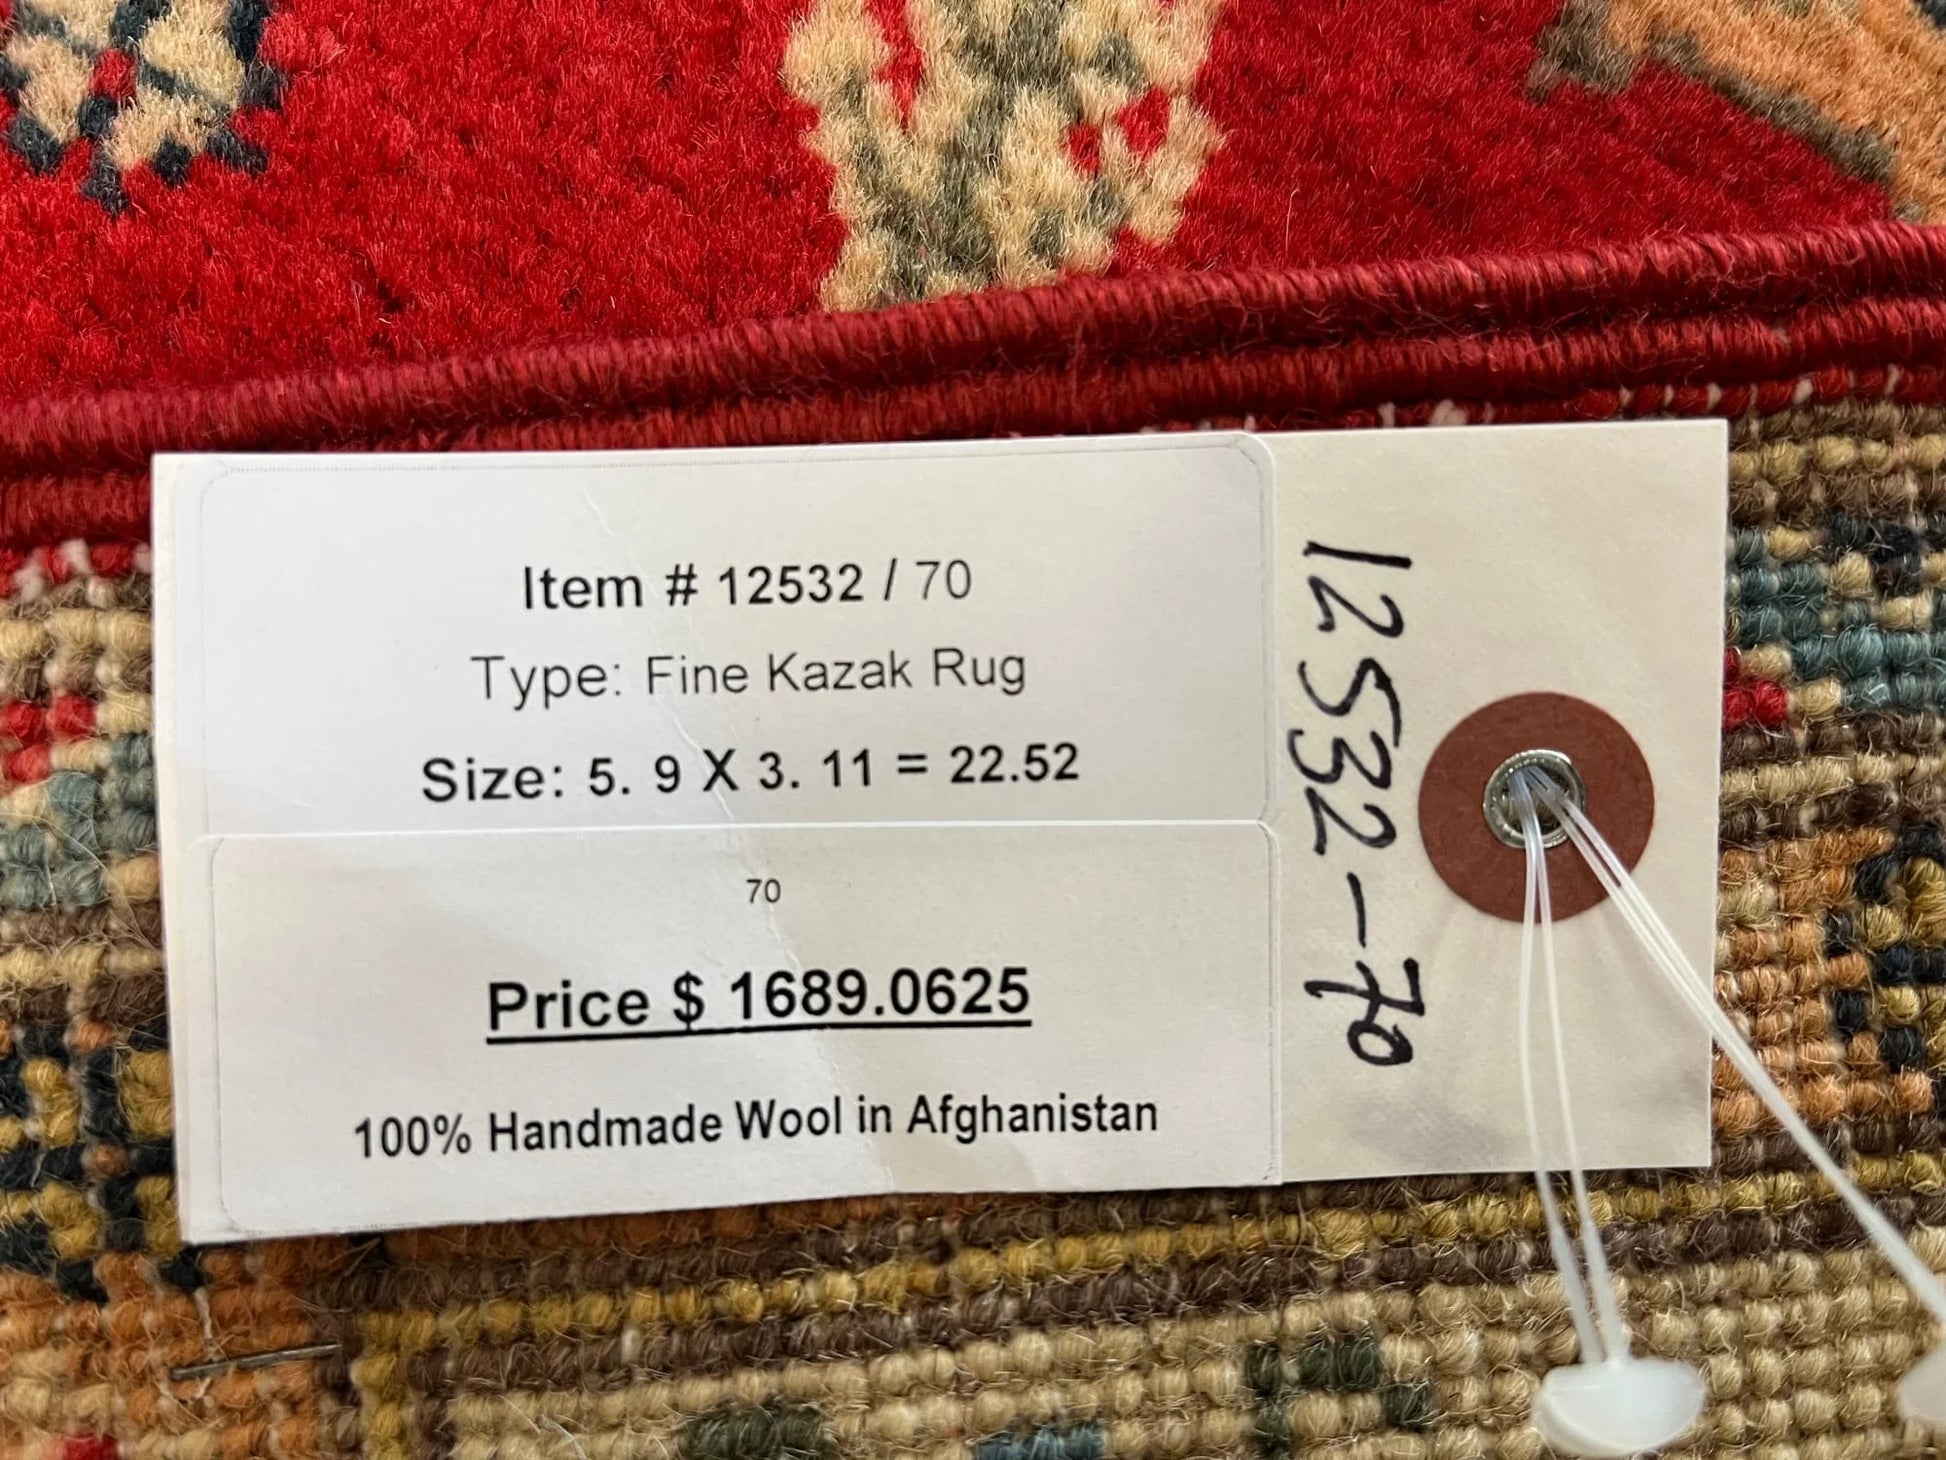 Item # 12532 / 70
Type: Fine Kazak Rug
Size: 5. 9 X 3. 11 = 22.52
70
Price $ 1689.0625
100% Handmade Wool in Afghanistan
12532-70